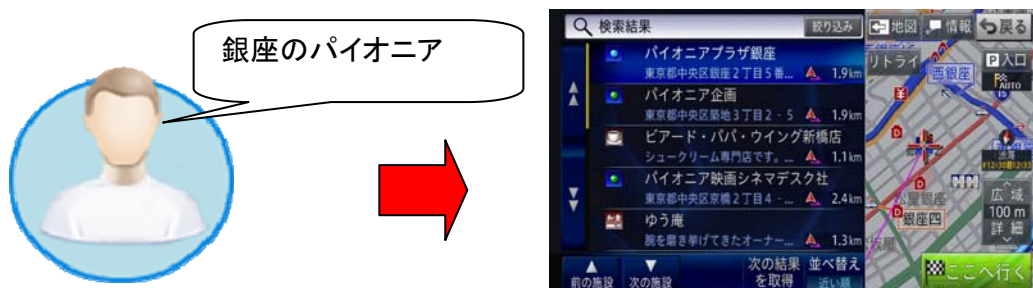 銀座のパイオニア
検索結果
絞り込み
地図
情報
戻る
パイオニアプラザ銀座
東京都中央区銀座2丁目5番... 1.9km
パイオニア企画
東京都中央区築地3丁目2-5 1.9km
ビアード・パパ・ウイング新橋店
シュークリーム専門店です。... 1.1km
パイオニア映画シネマデスク社
東京都中央区京橋2丁目4-... 2.4km
ゆう庵
腕を磨き挙げてきたオーナー... 1.3km
前の施設
次の施設
次の結果
を取得
並べ替え
近い順
リトライ
西銀座
P入口
AUTO
15
渋滞
銀座四
広域
100m
詳細
ここへ行く